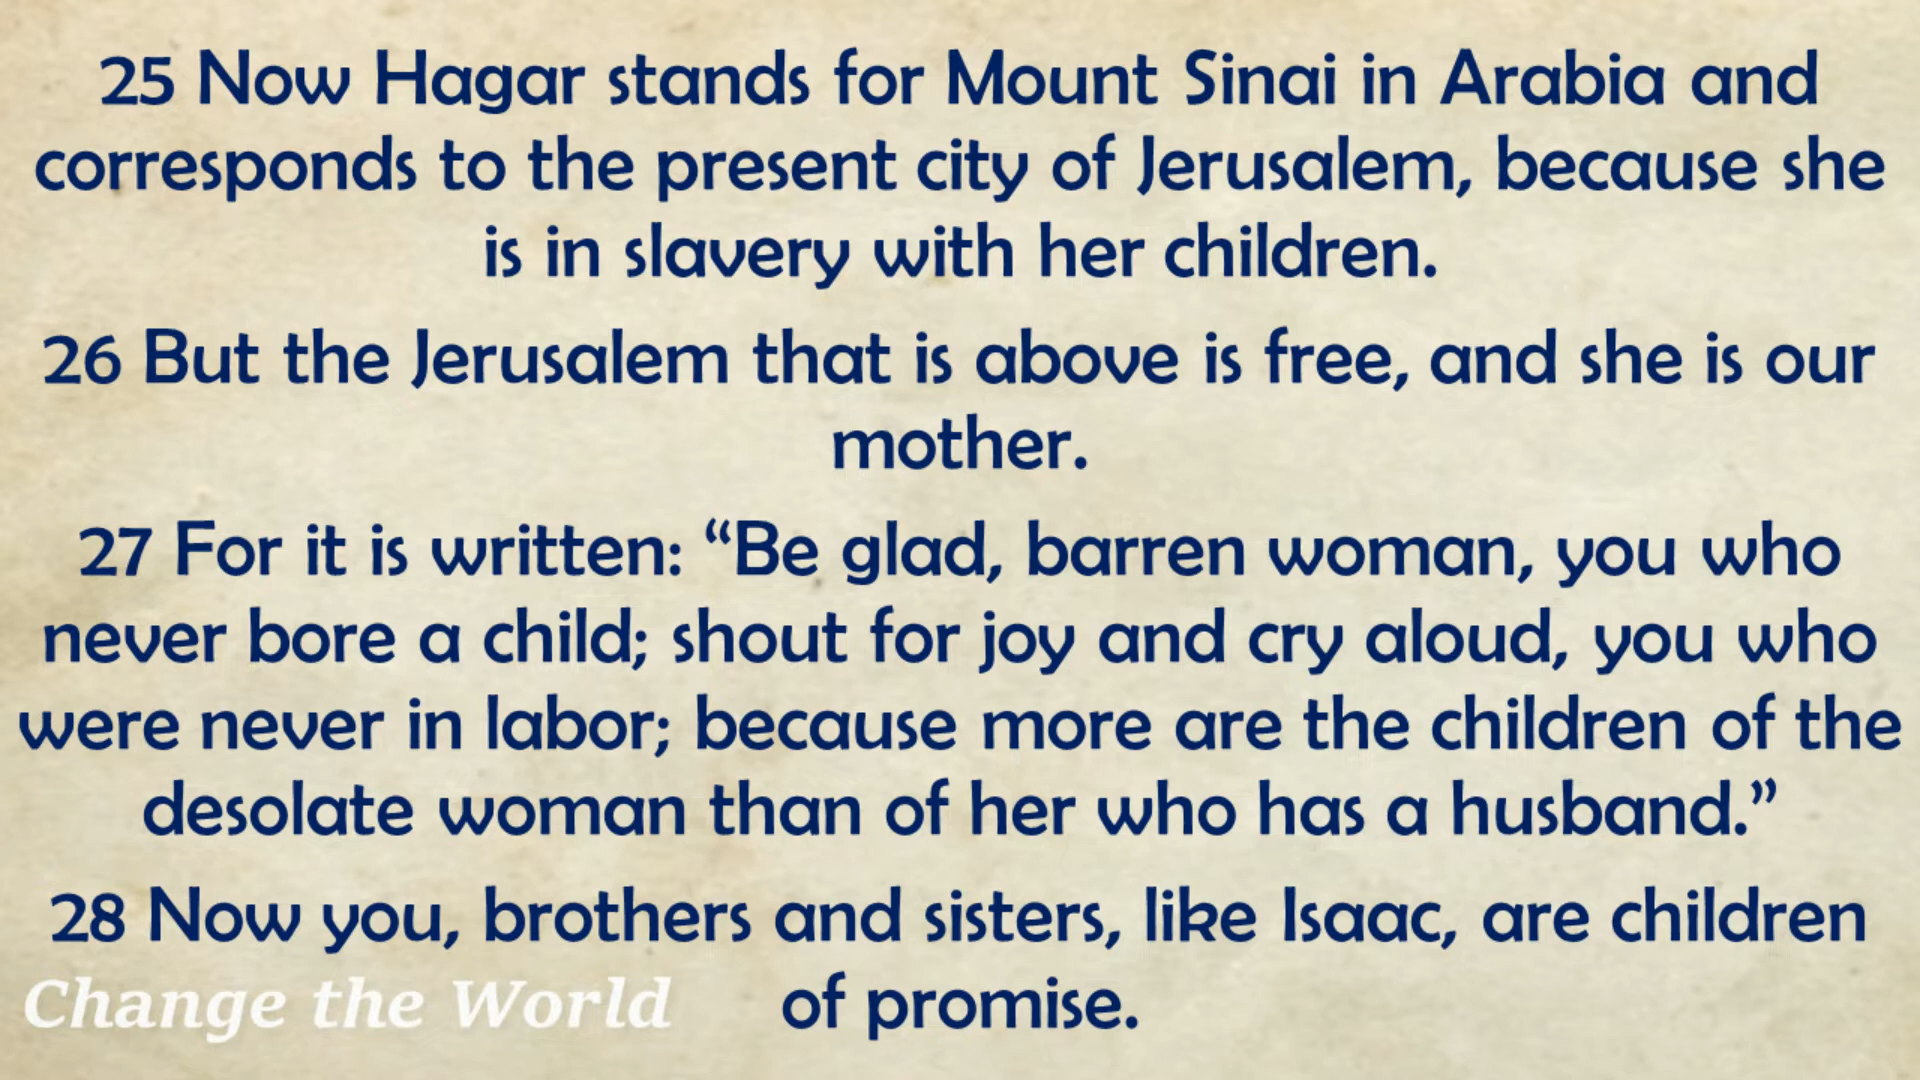 25 Now Hagar stands for Mount Sinai in Arabia and
corresponds to the present city of Jerusalem, because she
is in slavery with her children.
26 But the Jerusalem that is above is free, and she is our
mother.
27 For it is written: “Be glad, barren woman, you who
never bore a child; shout for joy and cry aloud, you who
were never in labor; because more are the children of the
desolate woman than of her who has a husband.”
28 Now you, brothers and sisters, like Isaac, are children
of promise.
Change the World